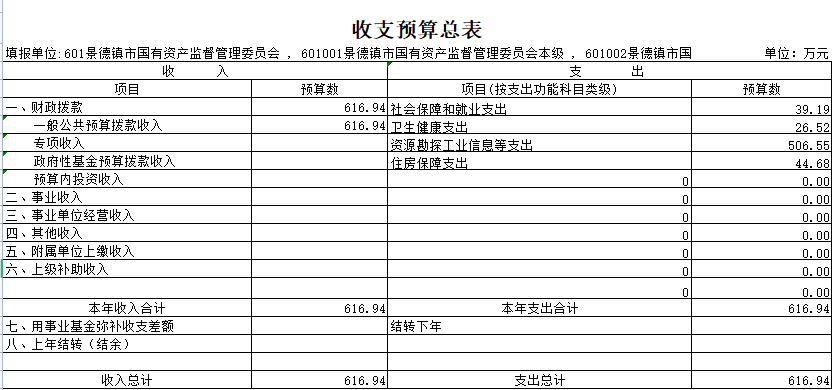 收支预算总表
填报单位:601景德镇市国有资产监督管理委员会 , 601001景德镇市国有资产监督管理委员会本级 , 601002景德镇市国 单位：万元
收 入 支 出
项目 预算数 项目(按支出功能科目类级) 预算数
一、财政拨款 616.94 社会保障和就业支出 39.19
一般公共预算拨款收入 616.94 卫生健康支出 26.52
专项收入 资源勘探工业信息等支出 506.55
政府性基金预算拨款收入 住房保障支出 44.68
预算内投资收入 0 0.00
二、事业收入 0 0.00
三、事业单位经营收入 0 0.00
四、其他收入 0 0.00
五、附属单位上缴收入 0 0.00
六、上级补助收入 0 0.00
0 0.00
本年收入合计 616.94 本年支出合计 616.94
七、用事业基金弥补收支差额 结转下年
八、上年结转（结余）
收入总计 616.94 支出总计 616.94